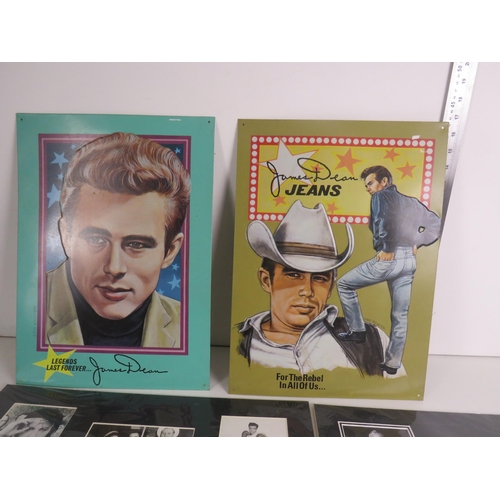 LEGENDS
LAST FOREVER...
James Dean
James Dean
JEANS
For The Rebel
In All Of Us...